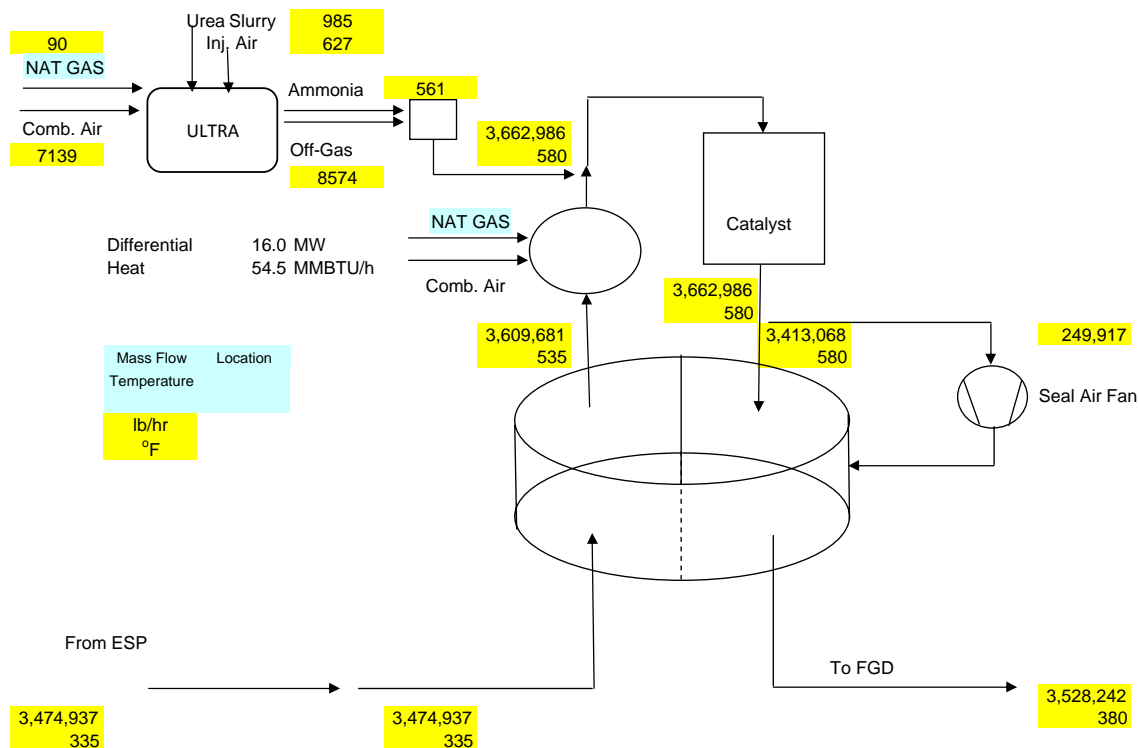 Urea Slurry 985
Inj. Air 627
90
NAT GAS
Comb. Air
7139
ULTRA
Ammonia
561
Off-Gas
8574
3,662,986
580
NAT GAS
Comb. Air
Catalyst
Differential 16.0 MW
Heat 54.5 MMBTU/h
3,662,986
580
3,609,681
535
3,413,068
580
249,917
Seal Air Fan
Mass Flow Location
Temperature
lb/hr
°F
From ESP
To FGD
3,474,937
335
3,474,937
335
3,528,242
380